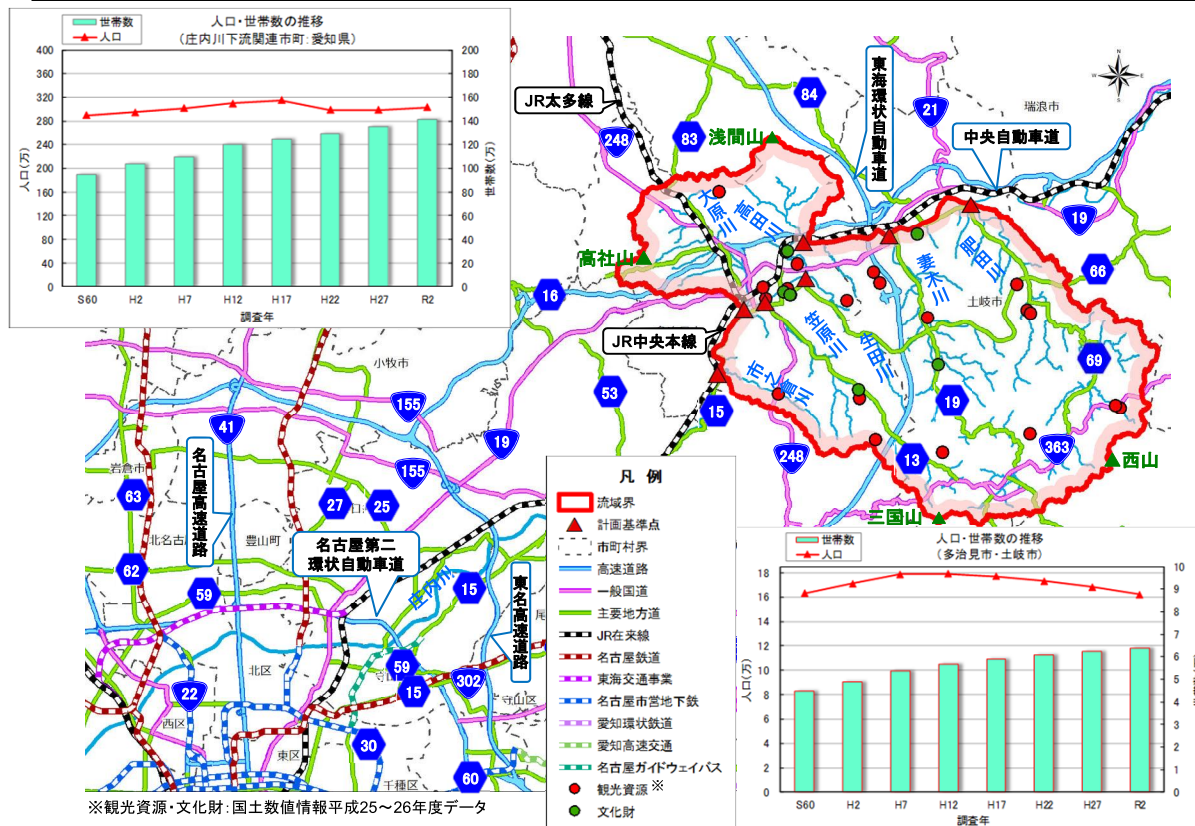 世帯数
人口
人口・世帯数の推移
(庄内川下流関連市町:愛知県)
400
360
320
280
240
200
160
120
80
40
0
人口(万)
200
180
160
140
120
100
80
60
40
20
0
世帯数(万)
S60
H2
H7
H12
H17
H22
H27
R2
調査年
JR太多線
248
83
84
浅間山
東海環状自動車道
21
瑞浪市
中央自動車道
19
N
W
E
S
大原川
高田川
高社山
肥田川
妻木川
土岐市
66
16
JR中央本線
笠原川
生田川
市之倉川
69
53
15
19
248
13
363
西山
三国山
小牧市
155
41
19
155
名古屋高速道路
岩倉市
63
27
25
豊山町
名古屋第二
環状自動車道
62
59
庄内川
15
東名高速道路
59
302
15
守山区
北区
22
西区
東区
30
千種区
60
凡 例
流域界
計画基準点
市町村界
高速道路
一般国道
主要地方道
JR在来線
名古屋鉄道
東海交通事業
名古屋市営地下鉄
愛知環状鉄道
愛知高速交通
名古屋ガイドウェイバス
観光資源※
文化財
世帯数
人口
人口・世帯数の推移
(多治見市・土岐市)
18
16
14
12
10
8
6
4
2
0
人口(万)
10
9
8
7
6
5
4
3
2
1
0
S60
H2
H7
H12
H17
H22
H27
R2
調査年
※観光資源・文化財:国土数値情報平成25~26年度データ